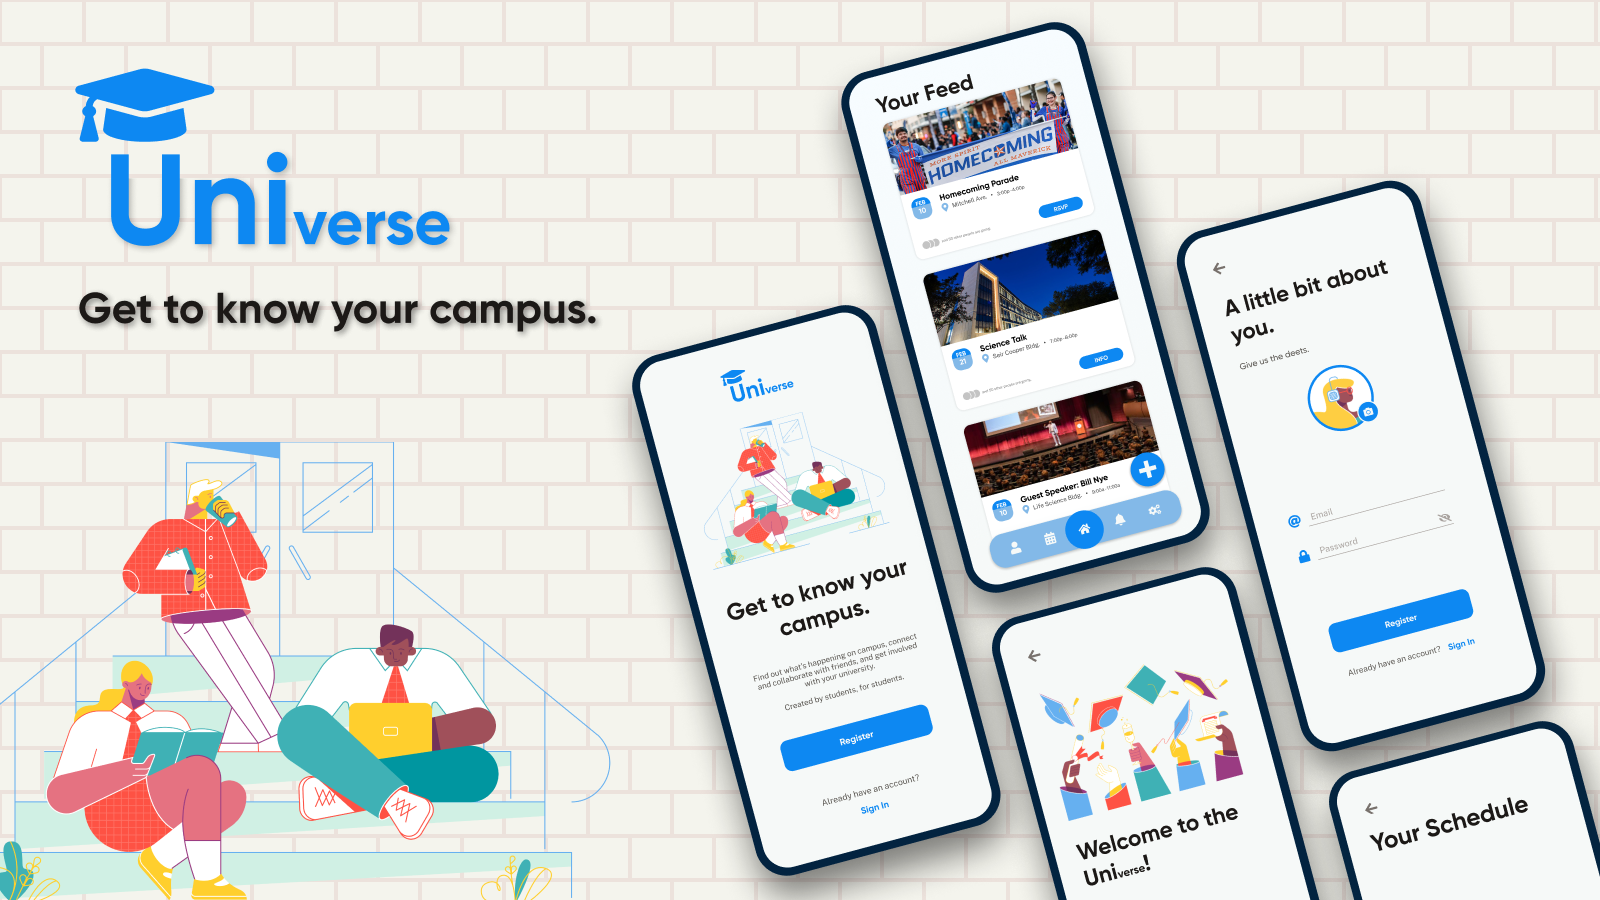 Universe
Get to know your campus.
Universe
Get to know your
campus.
Find out what's happening on campus, connect
and collaborate with friends, and get involved
with your university.
Created by students, for students.
Register
Already have an account?
Sign In
Your Feed
MORE SPIRIT
HOMECOMING
ALL MAVERICK
FEB
10
Homecoming Parade
Mitchell Ave. • 3:00p-4:00p
RSVP
FEB
21
Science Talk
Seir Cooper Bldg. • 7:00p-8:00p
INFO
FEB
10
Guest Speaker: Bill Nye
Life Science Bldg. • 9:00a-11:00a
A little bit about
you.
Give us the deets.
@ Email
Password
Register
Already have an account? Sign In
Welcome to the
Universe!
Your Schedule